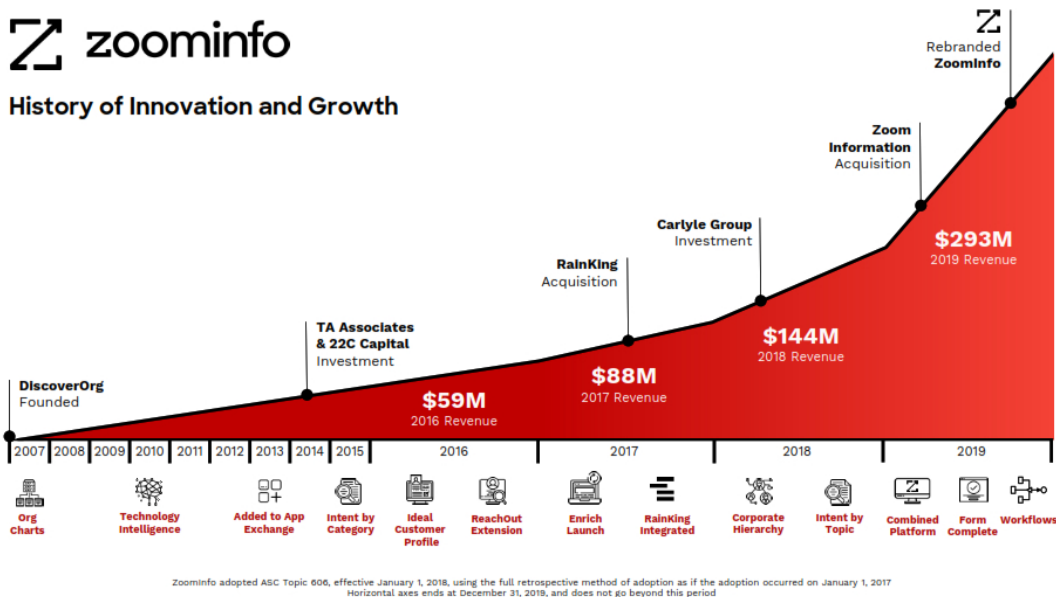 zoominfo
History of Innovation and Growth
Rebranded
ZoomInfo
Zoom
Information
Acquisition
Carlyle Group
Investment
RainKing
Acquisition
TA Associates
& 22C Capital
Investment
DiscoverOrg
Founded
$59M
2016 Revenue
$88M
2017 Revenue
$144M
2018 Revenue
$293M
2019 Revenue
2007 2008 2009 2010 2011 2012 2013 2014 2015 2016 2017 2018 2019
Org
Charts
Technology
Intelligence
Added to App
Exchange
Intent by
Category
Ideal
Customer
Profile
ReachOut
Extension
Enrich
Launch
RainKing
Integrated
Corporate
Hierarchy
Intent by
Topic
Combined
Platform
Form
Complete
Workflows
ZoomInfo adopted ASC Topic 606, effective January 1, 2018, using the full retrospective method of adoption as if the adoption occurred on January 1, 2017
Horizontal axes ends at December 31, 2019, and does not go beyond this period